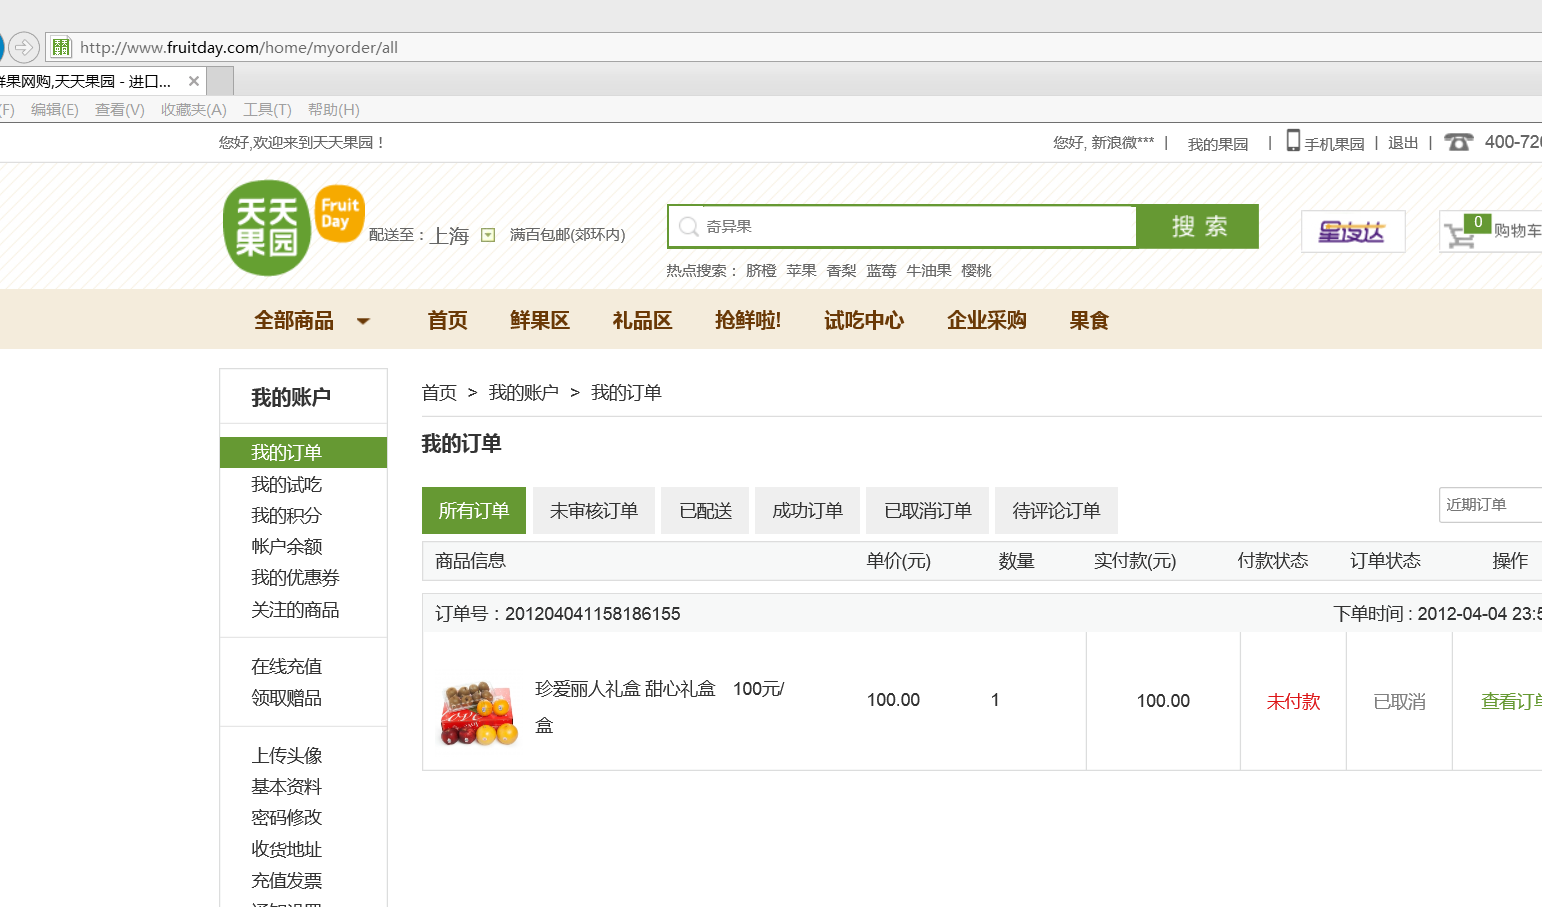 http://www.fruitday.com/home/myorder/all
鲜果网购,天天果园 - 进口...
(F) 编辑(E) 查看(V) 收藏夹(A) 工具(T) 帮助(H)
您好,欢迎来到天天果园！ 您好, 新浪微*** | 我的果园 | 手机果园 | 退出 | 400-720
天天果园 Fruit Day
配送至：上海 满百包邮(郊环内)
奇异果 搜 索 星夜达 0 购物车
热点搜索： 脐橙 苹果 香梨 蓝莓 牛油果 樱桃
全部商品 首页 鲜果区 礼品区 抢鲜啦! 试吃中心 企业采购 果食
我的账户
我的订单
我的试吃
我的积分
帐户余额
我的优惠券
关注的商品
在线充值
领取赠品
上传头像
基本资料
密码修改
收货地址
充值发票
首页 > 我的账户 > 我的订单
我的订单
所有订单 未审核订单 已配送 成功订单 已取消订单 待评论订单 近期订单
商品信息 单价(元) 数量 实付款(元) 付款状态 订单状态 操作
订单号：201204041158186155 下单时间 : 2012-04-04 23:5
珍爱丽人礼盒 甜心礼盒 100元/
盒
100.00 1 100.00 未付款 已取消 查看订单